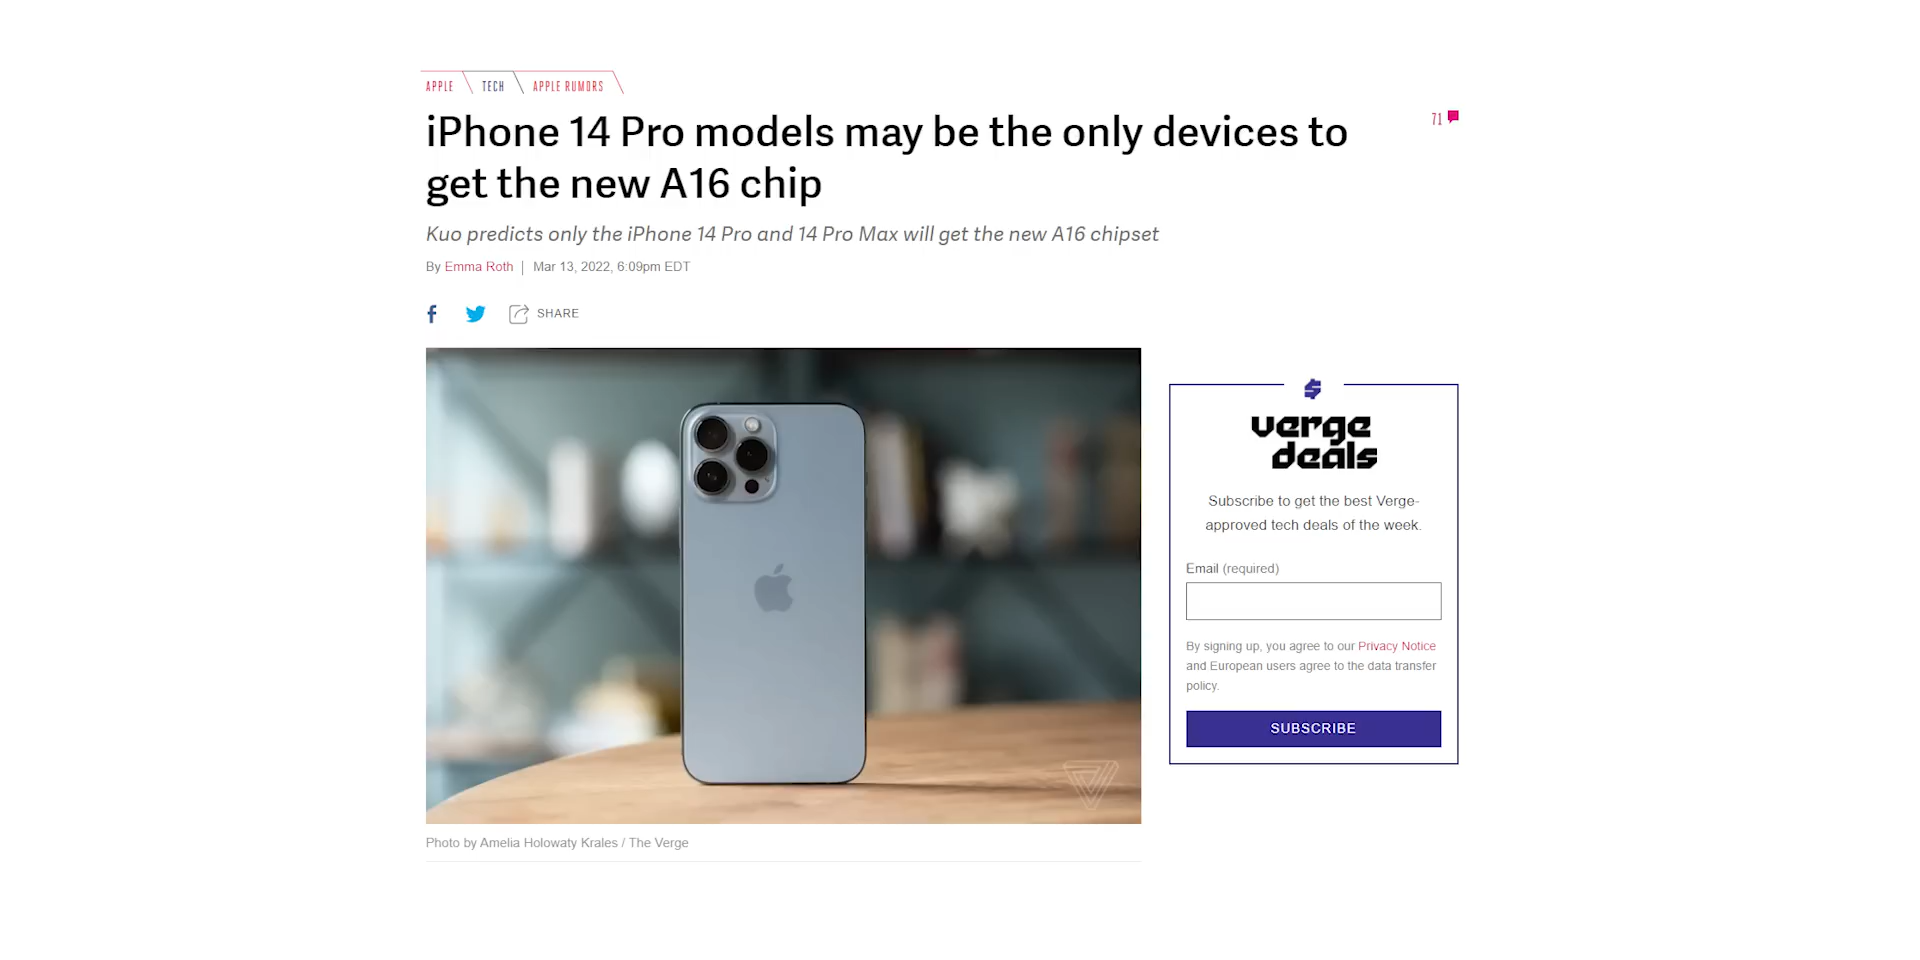 APPLE TECH APPLE RUMORS
iPhone 14 Pro models may be the only devices to
get the new A16 chip
71
Kuo predicts only the iPhone 14 Pro and 14 Pro Max will get the new A16 chipset
By Emma Roth | Mar 13, 2022, 6:09pm EDT
SHARE
Photo by Amelia Holowaty Krales / The Verge
verge
deals
Subscribe to get the best Verge-
approved tech deals of the week.
Email (required)
By signing up, you agree to our Privacy Notice
and European users agree to the data transfer
policy.
SUBSCRIBE